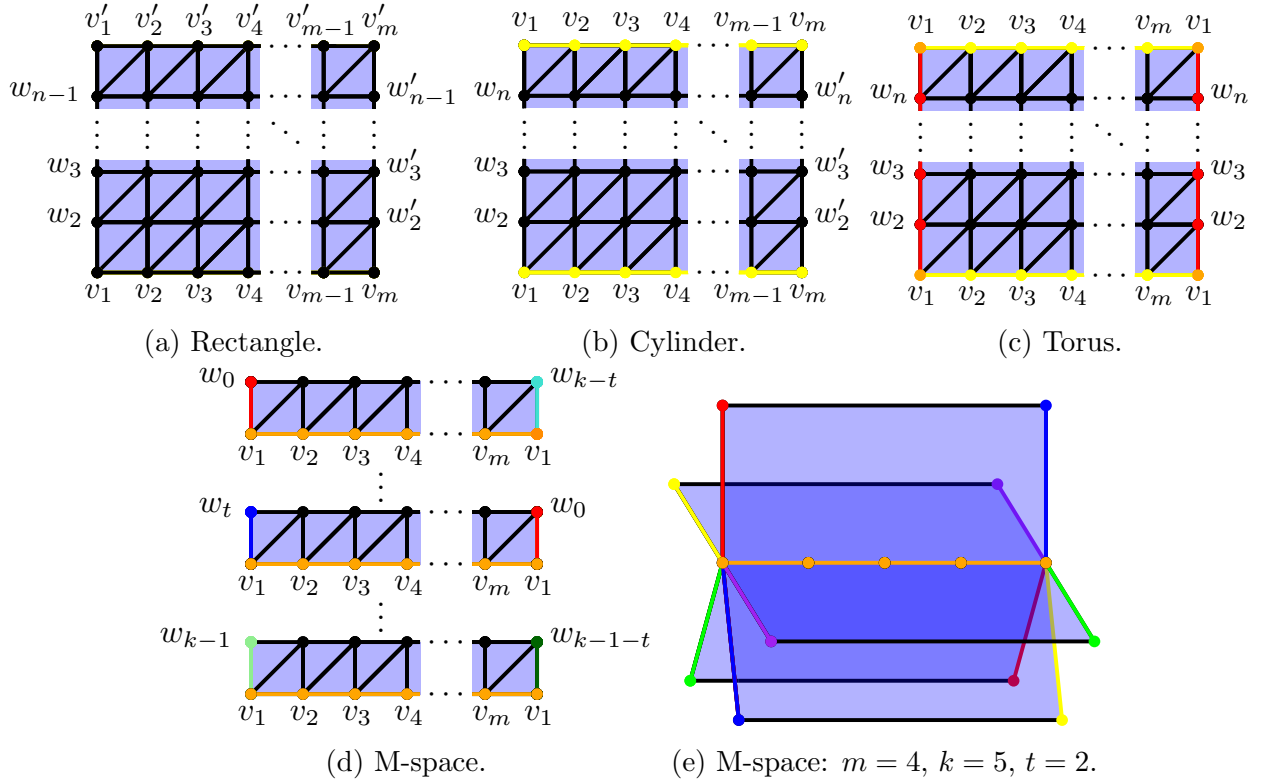 v′₁ v′₂ v′₃ v′₄ v′ₘ₋₁ v′ₘ
wₙ₋₁ ··· w′ₙ₋₁
w₃ ··· w′₃
w₂ ··· w′₂
v₁ v₂ v₃ v₄ vₘ₋₁ vₘ
(a) Rectangle.
v₁ v₂ v₃ v₄ vₘ₋₁ vₘ
wₙ ··· w′ₙ
w₃ ··· w′₃
w₂ ··· w′₂
v₁ v₂ v₃ v₄ vₘ₋₁ vₘ
(b) Cylinder.
v₁ v₂ v₃ v₄ vₘ v₁
wₙ ··· wₙ
w₃ ··· w₃
w₂ ··· w₂
v₁ v₂ v₃ v₄ vₘ v₁
(c) Torus.
w₀ ··· wₖ₋ₜ
v₁ v₂ v₃ v₄ ··· vₘ v₁
wₜ ··· w₀
v₁ v₂ v₃ v₄ ··· vₘ v₁
wₖ₋₁ ··· wₖ₋₁₋ₜ
v₁ v₂ v₃ v₄ ··· vₘ v₁
(d) M-space.
(e) M-space: m = 4, k = 5, t = 2.